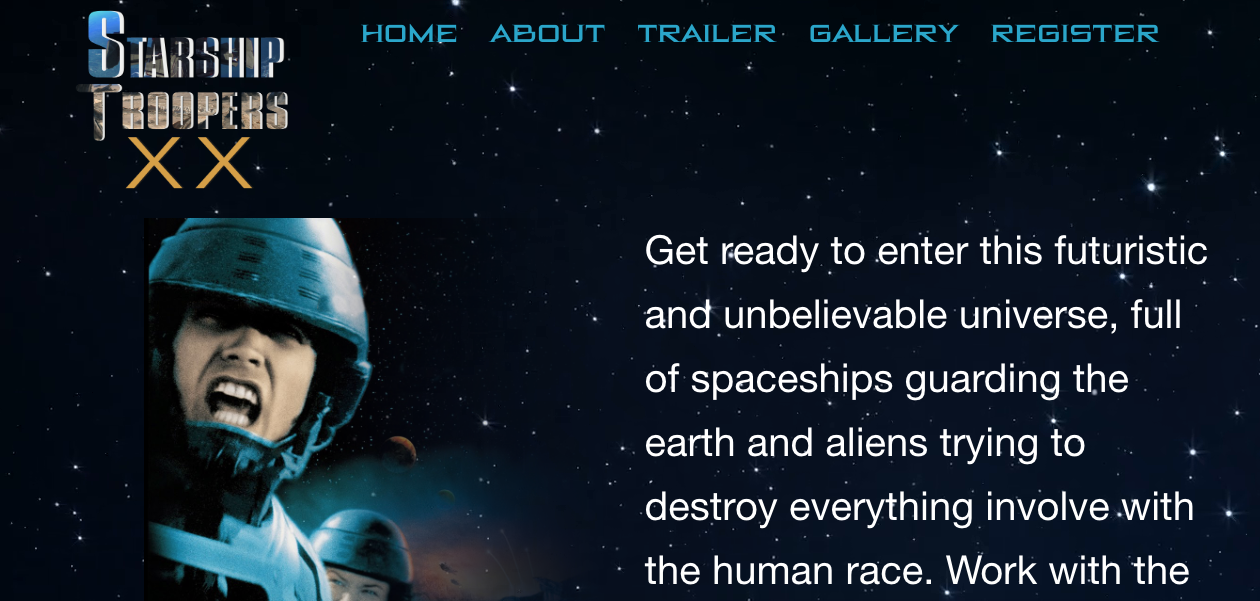 STARSHIP
TROOPERS
XX
HOME ABOUT TRAILER GALLERY REGISTER
Get ready to enter this futuristic
and unbelievable universe, full
of spaceships guarding the
earth and aliens trying to
destroy everything involve with
the human race. Work with the